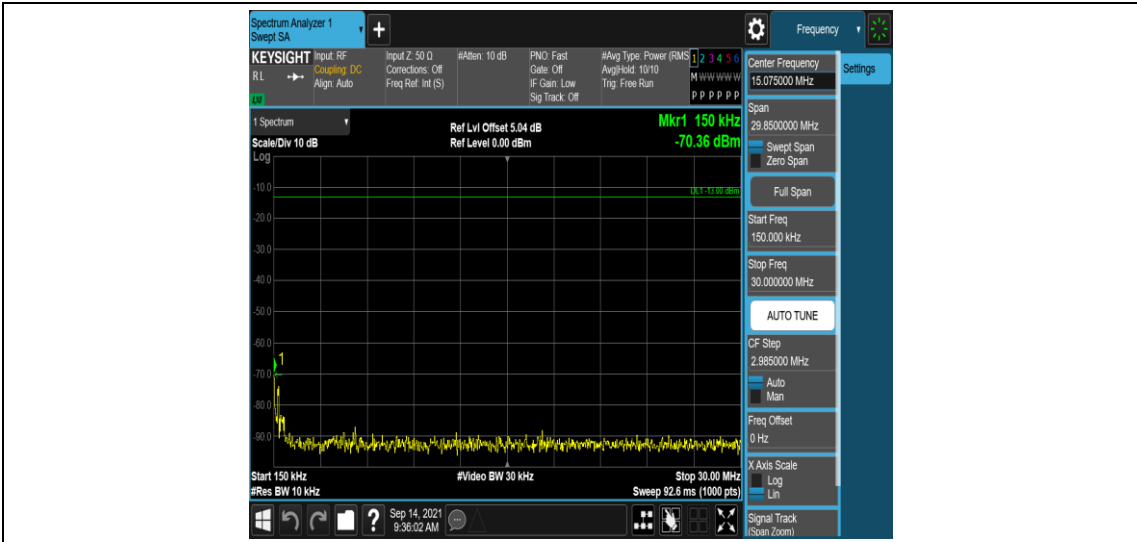 Spectrum Analyzer 1
Swept SA
+
Frequency
KEYSIGHT
RL
LXI
Input: RF
Coupling: DC
Align: Auto
Input Z: 50 Ω
Corrections: Off
Freq Ref: Int (S)
#Atten: 10 dB
PNO: Fast
Gate: Off
IF Gain: Low
Sig Track: Off
#Avg Type: Power (RMS
Avg|Hold: 10/10
Trig: Free Run
1 2 3 4 5 6
M W W W W W
P P P P P P
1 Spectrum
Scale/Div 10 dB
Log
Ref Lvl Offset 5.04 dB
Ref Level 0.00 dBm
Mkr1 150 kHz
-70.36 dBm
DL1 -13.00 dBm
-10.0
-20.0
-30.0
-40.0
-50.0
-60.0
1
-70.0
-80.0
-90.0
Start 150 kHz
#Res BW 10 kHz
#Video BW 30 kHz
Stop 30.00 MHz
Sweep 92.6 ms (1000 pts)
Center Frequency
15.075000 MHz
Settings
Span
29.8500000 MHz
Swept Span
Zero Span
Full Span
Start Freq
150.000 kHz
Stop Freq
30.000000 MHz
AUTO TUNE
CF Step
2.985000 MHz
Auto
Man
Freq Offset
0 Hz
X Axis Scale
Log
Lin
Signal Track
(Span Zoom)
?
Sep 14, 2021
9:36:02 AM